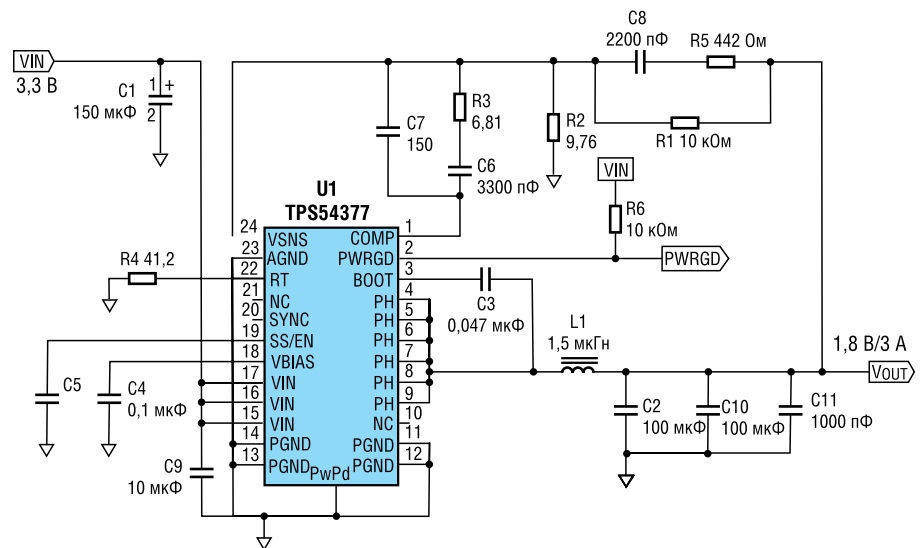 VIN
3,3 В
C1
150 мкФ
1
+
2
C8
2200 пФ
R5 442 Ом
R1 10 кОм
C7
150
R3
6,81
C6
3300 пФ
R2
9,76
VIN
R6
10 кОм
PWRGD
U1
TPS54377
24 VSNS
23 AGND
22 RT
21 NC
20 SYNC
19 SS/EN
18 VBIAS
17 VIN
16 VIN
15 VIN
14 PGND
13 PGND
PwPd
COMP 1
PWRGD 2
BOOT 3
PH 4
PH 5
PH 6
PH 7
PH 8
PH 9
NC 10
PGND 11
PGND 12
R4 41,2
C5
C4
0,1 мкФ
C9
10 мкФ
C3
0,047 мкФ
L1
1,5 мкГн
1,8 В/3 А
VOUT
C2
100 мкФ
C10
100 мкФ
C11
1000 пФ